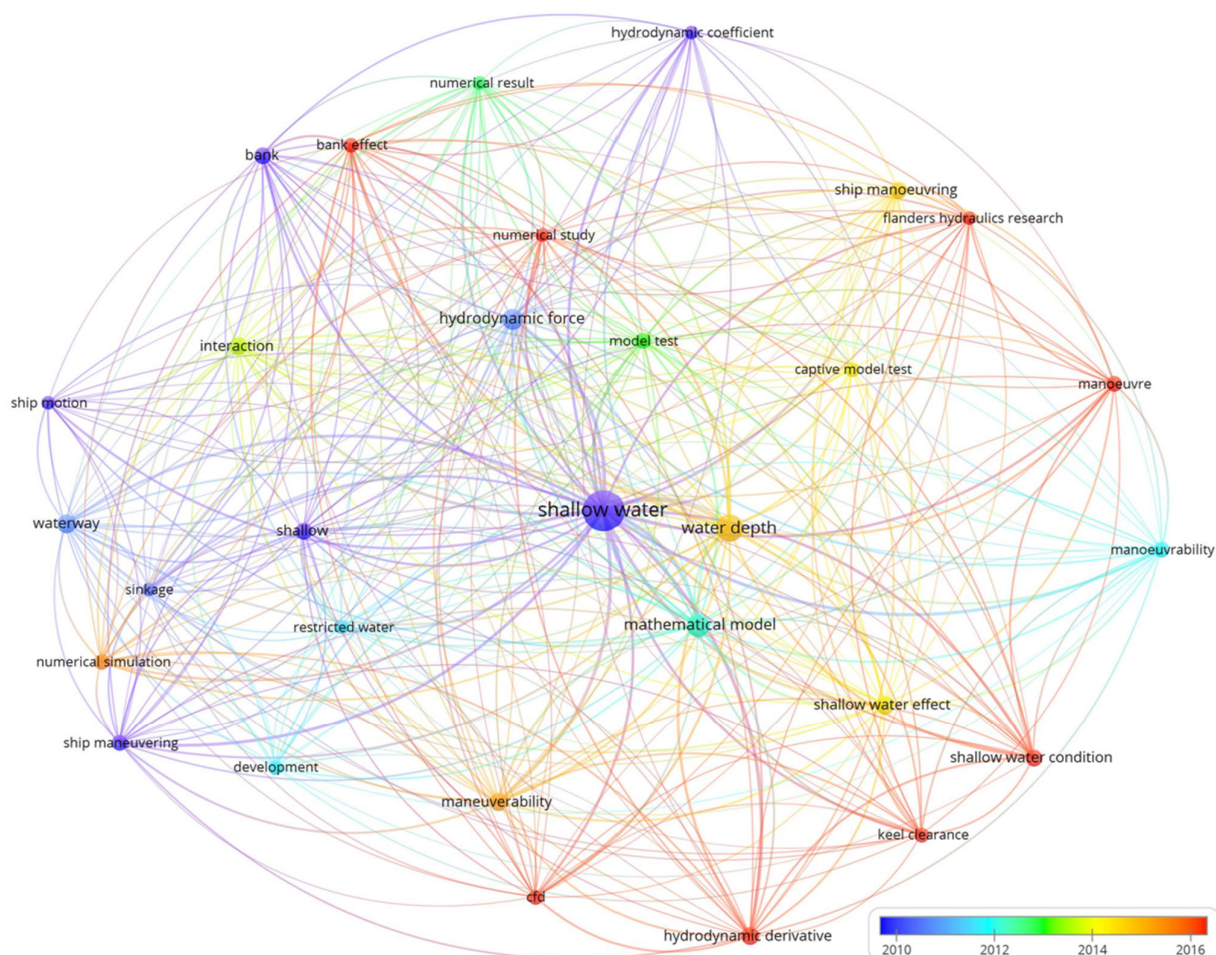 hydrodynamic coefficient
numerical result
bank effect
bank
ship manoeuvring
flanders hydraulics research
numerical study
hydrodynamic force
model test
interaction
captive model test
manoeuvre
ship motion
shallow water
waterway
water depth
shallow
manoeuvrability
sinkage
mathematical model
restricted water
numerical simulation
shallow water effect
ship maneuvering
shallow water condition
development
maneuverability
keel clearance
cfd
hydrodynamic derivative
2010 2012 2014 2016